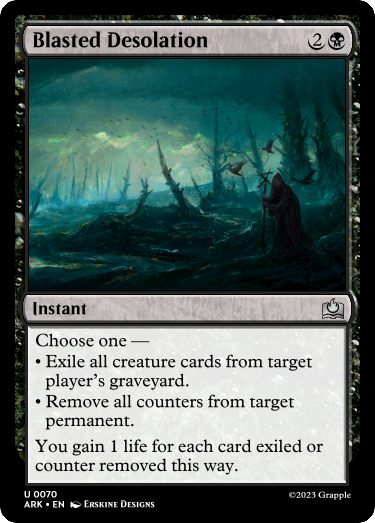 Blasted Desolation 2
Instant
Choose one —
• Exile all creature cards from target
player's graveyard.
• Remove all counters from target
permanent.
You gain 1 life for each card exiled or
counter removed this way.
U 0070
ARK • EN Erskine Designs ©2023 Grapple